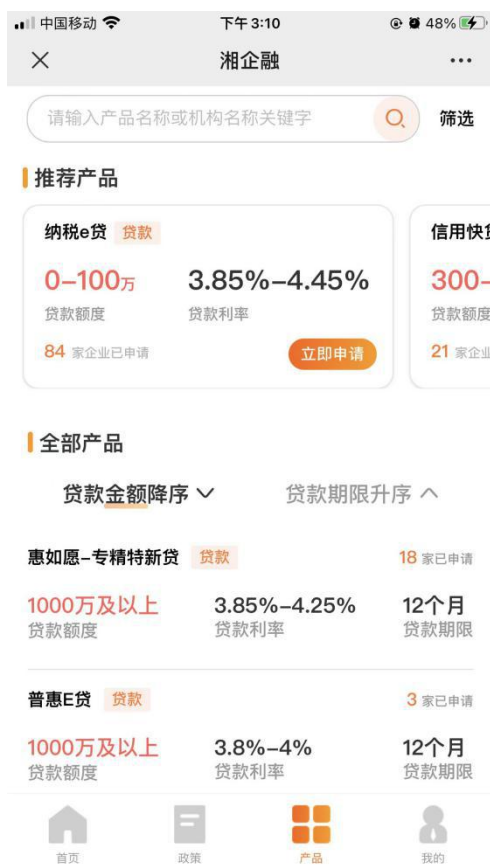 中国移动 下午3:10 48%
湘企融
请输入产品名称或机构名称关键字 筛选
推荐产品
纳税e贷 贷款 信用快
0-100万 3.85%-4.45% 300-
贷款额度 贷款利率 贷款额度
84 家企业已申请 立即申请 21 家企业
全部产品
贷款金额降序 贷款期限升序
惠如愿-专精特新贷 贷款 18 家已申请
1000万及以上 3.85%-4.25% 12个月
贷款额度 贷款利率 贷款期限
普惠E贷 贷款 3 家已申请
1000万及以上 3.8%-4% 12个月
贷款额度 贷款利率 贷款期限
首页 政策 产品 我的